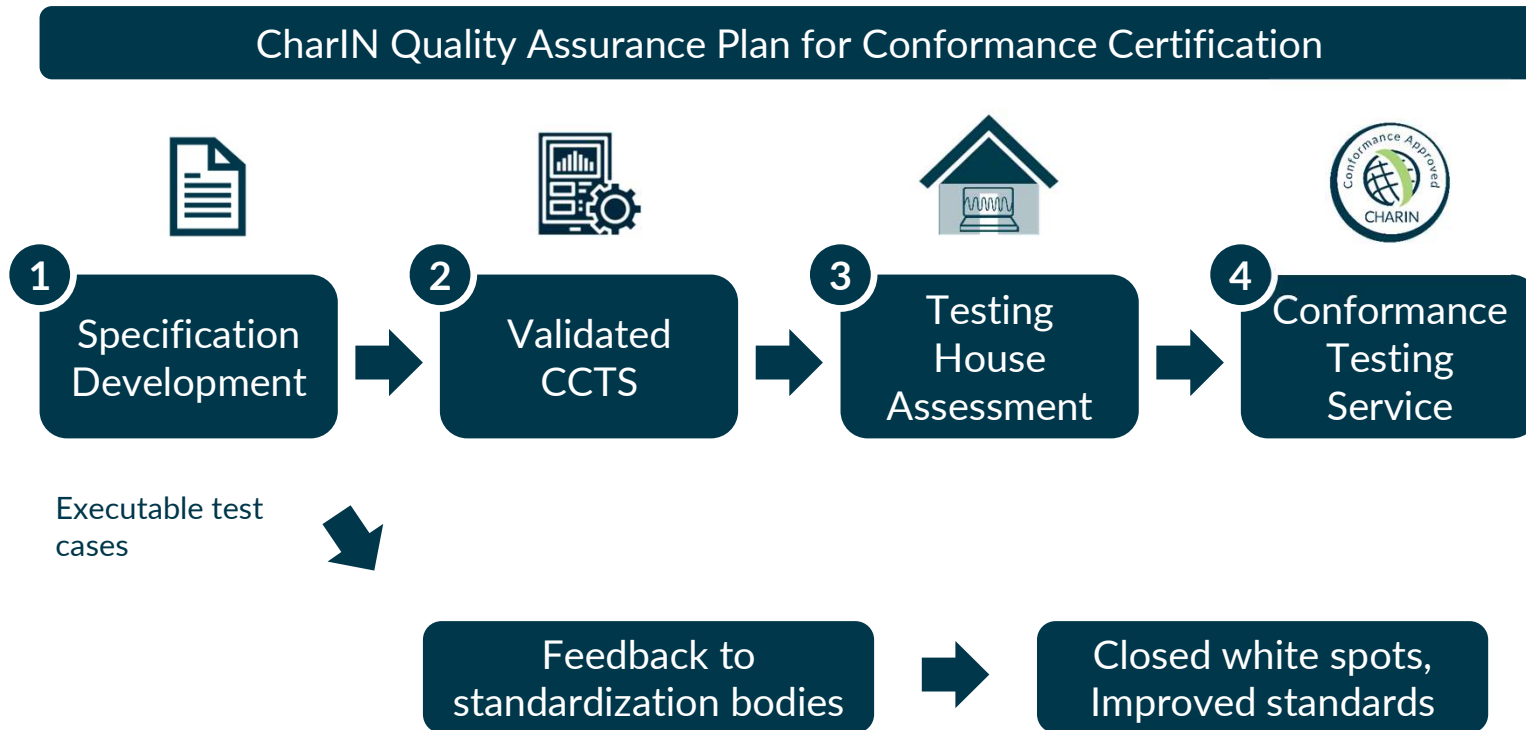 CharIN Quality Assurance Plan for Conformance Certification
Conformance Approved
CHARIN
1
Specification
Development
2
Validated
CCTS
3
Testing
House
Assessment
4
Conformance
Testing
Service
Executable test
cases
Feedback to
standardization bodies
Closed white spots,
Improved standards